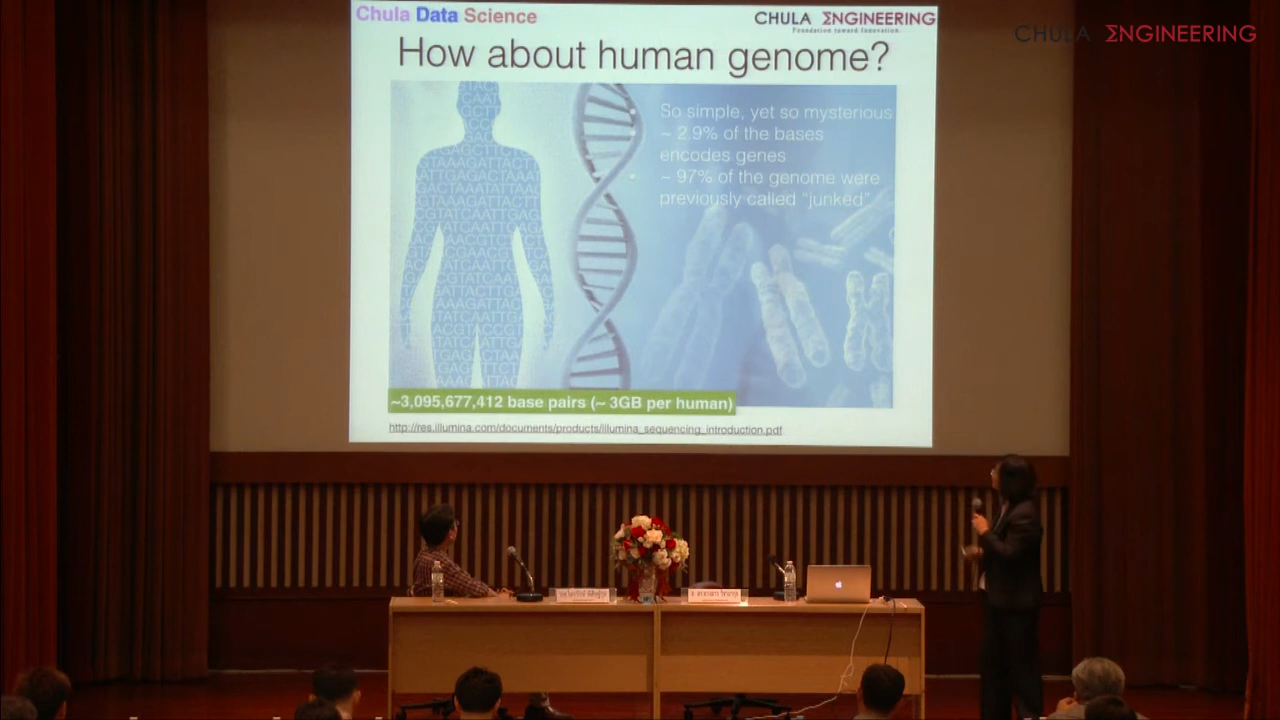 Chula Data Science
CHULA ΣNGINEERING
Foundation toward Innovation
CHULA ΣNGINEERING
How about human genome?
So simple, yet so mysterious
~ 2.9% of the bases
encodes genes
~ 97% of the genome were
previously called “junked”
~3,095,677,412 base pairs (~ 3GB per human)
http://res.illumina.com/documents/products/illumina_sequencing_introduction.pdf